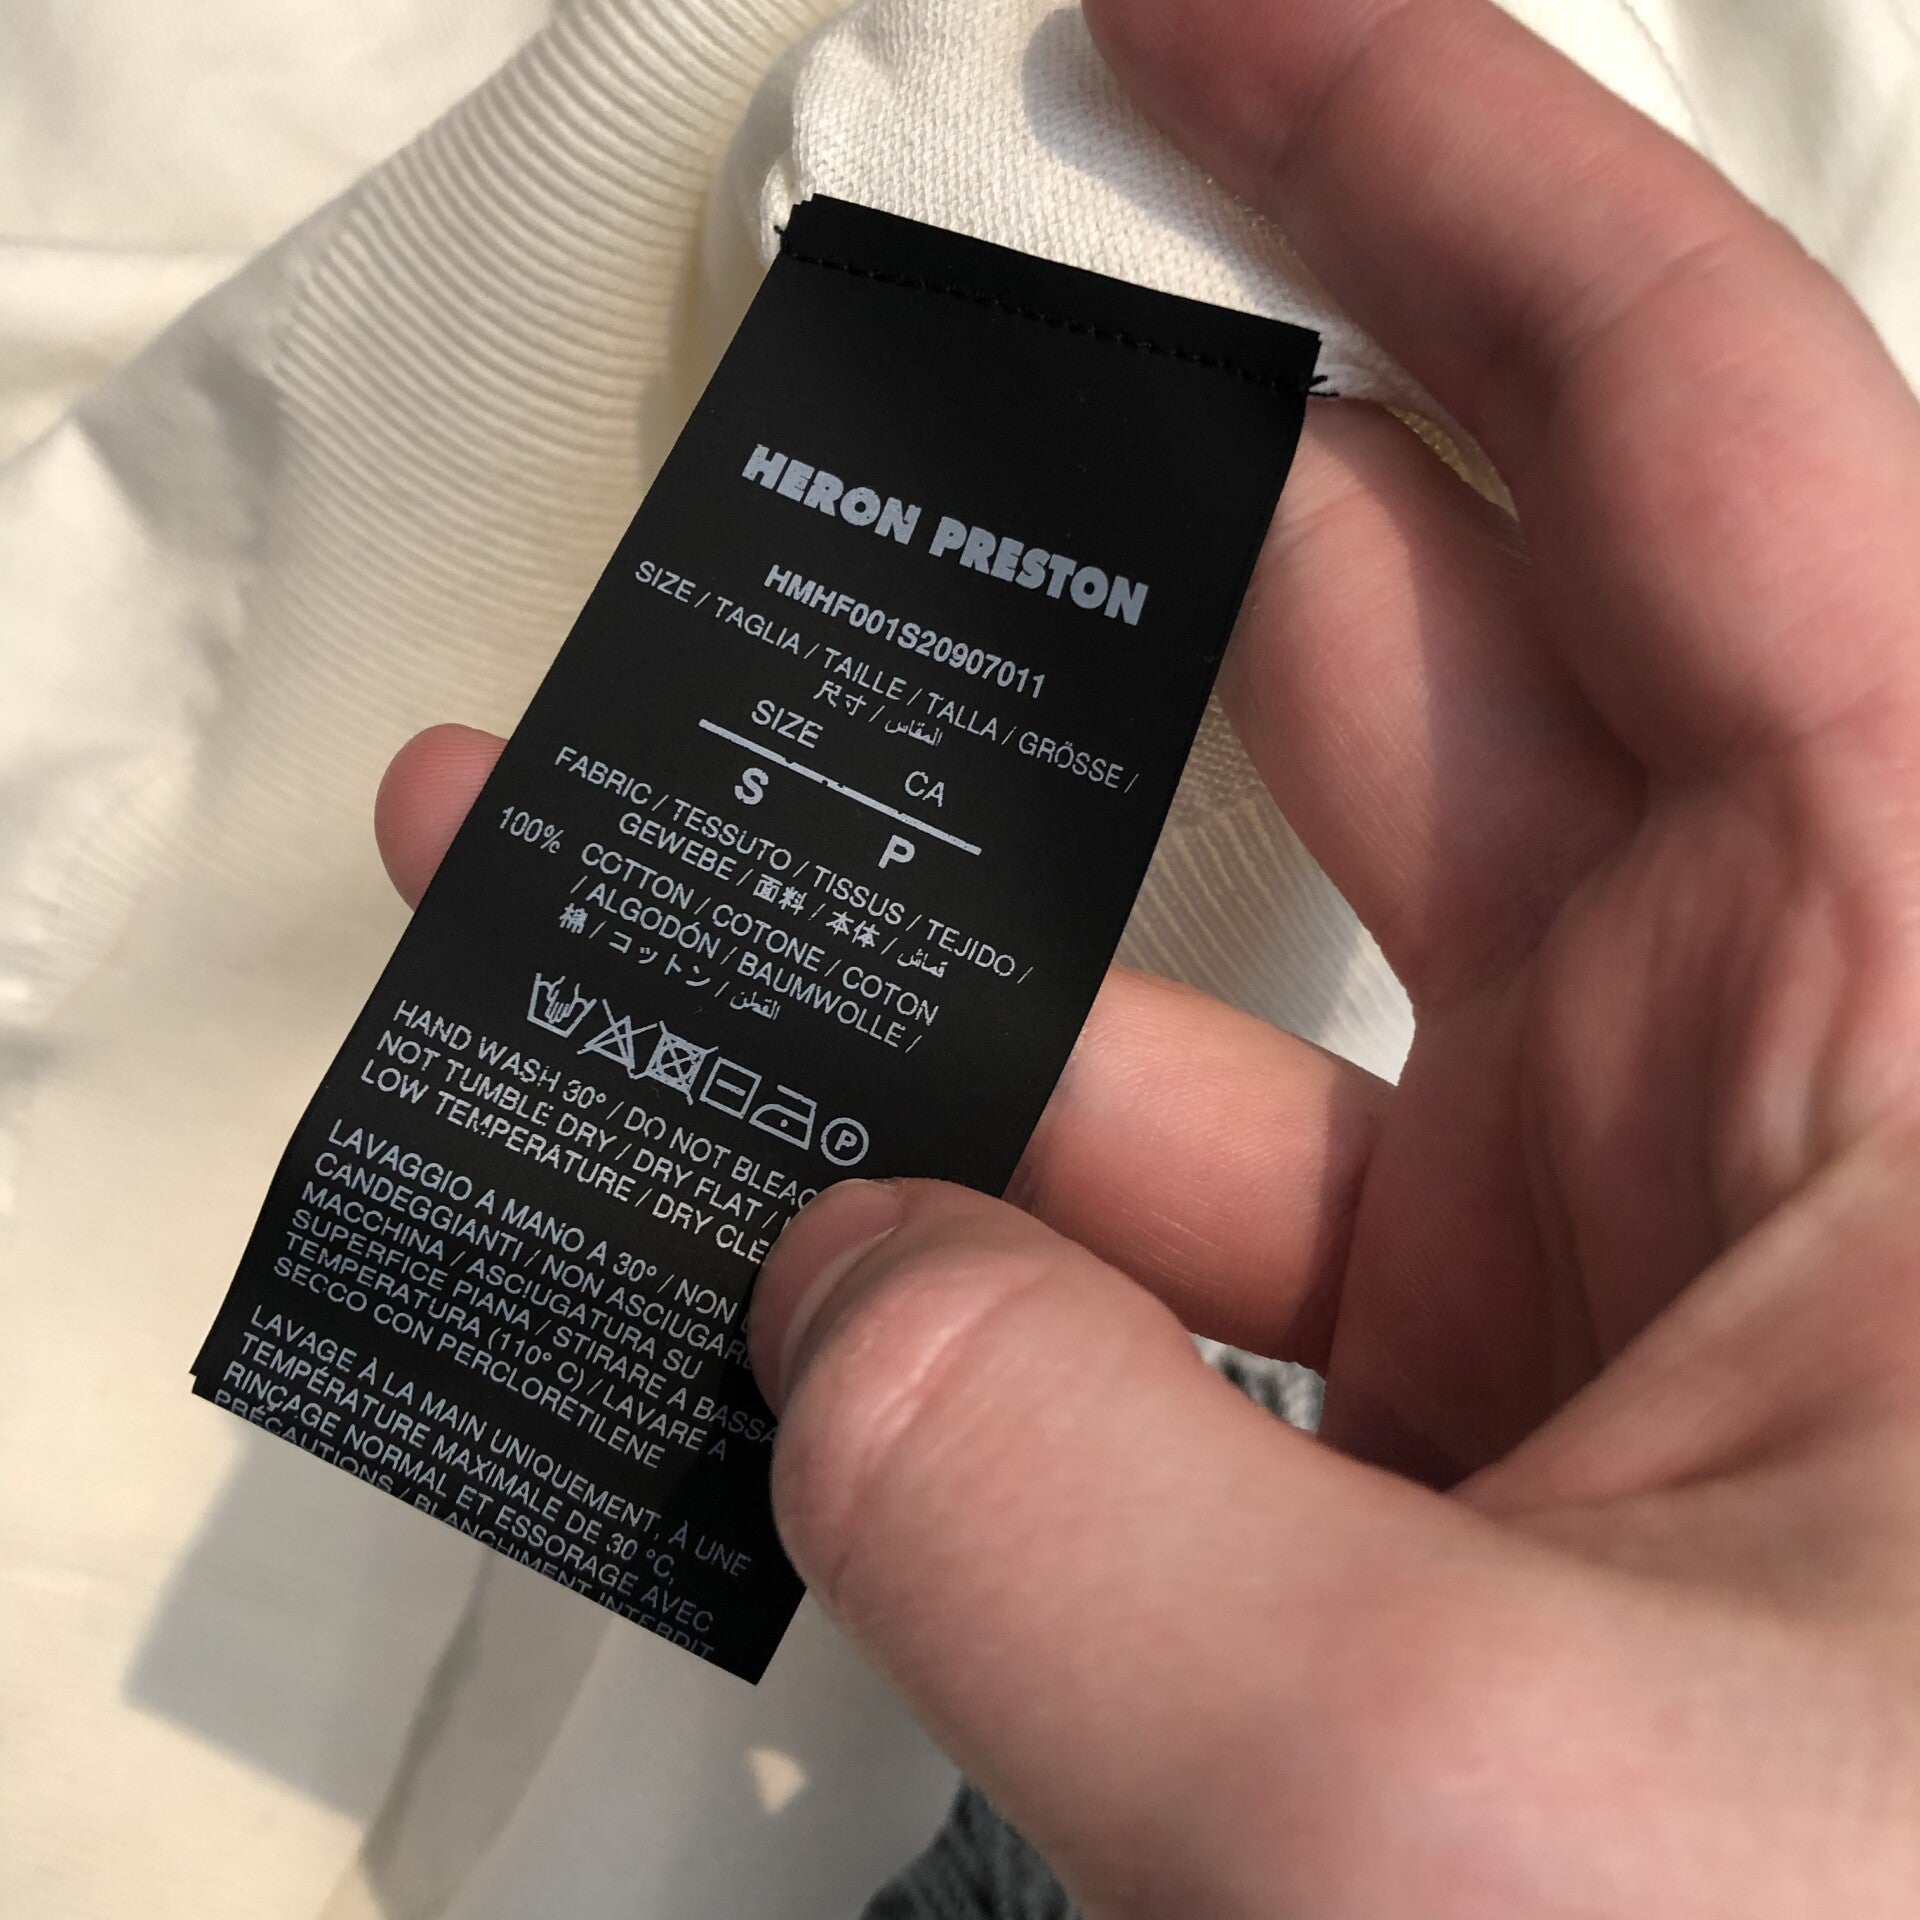 HERON PRESTON
HMHF001S20907011
SIZE / TAGLIA / TAILLE / TALLA / GRÖSSE /
尺寸 / المقاس
SIZE CA
S P
FABRIC / TESSUTO / TISSUS / TEJIDO /
GEWEBE / 面料 / 本体 / قماش
100% COTTON / COTONE / COTON
/ ALGODÓN / BAUMWOLLE /
棉 / コットン / القطن
P
HAND WASH 30° / DO NOT BLEAC
NOT TUMBLE DRY / DRY FLAT /
LOW TEMPERATURE / DRY CLE
LAVAGGIO A MANO A 30° / NON
CANDEGGIANTI / NON ASCIUGARE
MACCHINA / ASCIUGATURA SU
SUPERFICE PIANA / STIRARE A BASSA
TEMPERATURA (110° C) / LAVARE A
SECCO CON PERCLORETILENE
LAVAGE À LA MAIN UNIQUEMENT, À UNE
TEMPÉRATURE MAXIMALE DE 30 °C,
RINÇAGE NORMAL ET ESSORAGE AVEC
PRÉCAUTIONS / BLANCHIMENT INTERDIT